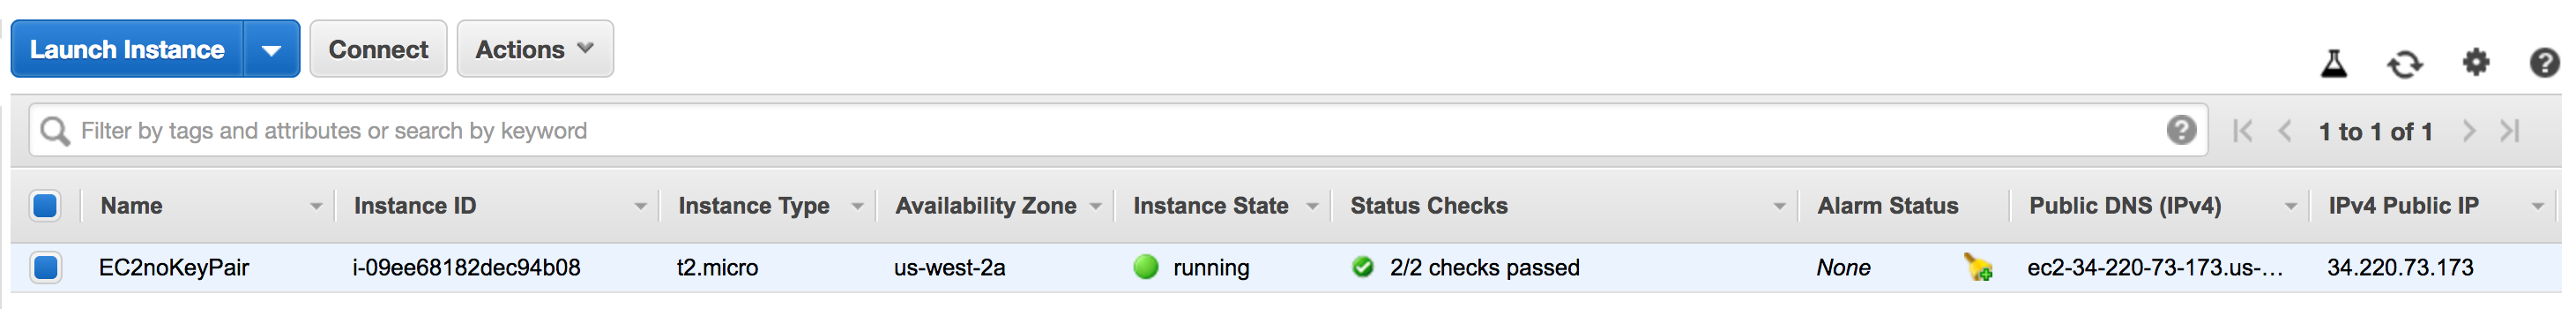 Launch Instance Connect Actions
Filter by tags and attributes or search by keyword ? 1 to 1 of 1
Name Instance ID Instance Type Availability Zone Instance State Status Checks Alarm Status Public DNS (IPv4) IPv4 Public IP
EC2noKeyPair i-09ee68182dec94b08 t2.micro us-west-2a running 2/2 checks passed None ec2-34-220-73-173.us-... 34.220.73.173